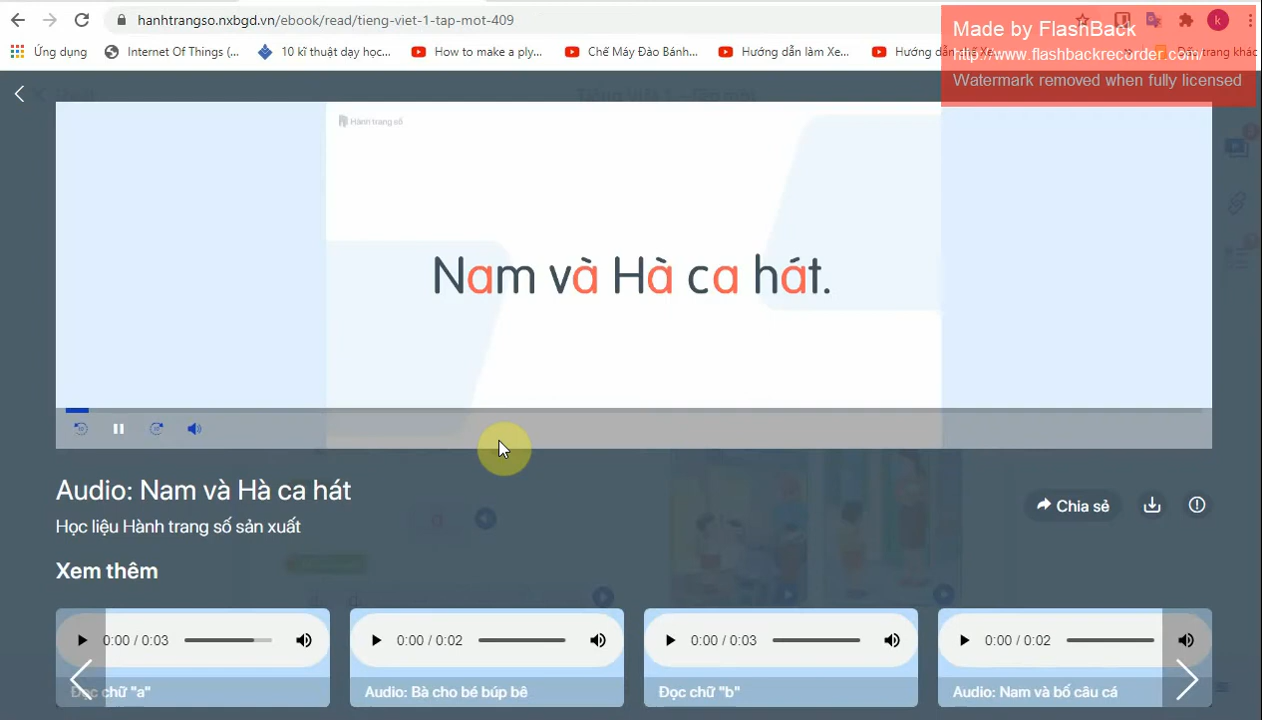 hanhtrangso.nxbgd.vn/ebook/read/tieng-viet-1-tap-mot-409
k
Made by FlashBack
http://www.flashbackrecorder.com/
Watermark removed when fully licensed
Ứng dụng
Internet Of Things (...
10 kĩ thuật dạy học...
How to make a ply...
Chế Máy Đào Bánh...
Hướng dẫn làm Xe...
Hướng dẫn
Dấu trang khác
Hành trang số
Nam và Hà ca hát.
Audio: Nam và Hà ca hát
Học liệu Hành trang số sản xuất
Chia sẻ
Xem thêm
0:00 / 0:03
0:00 / 0:02
0:00 / 0:03
0:00 / 0:02
Đọc chữ "a"
Audio: Bà cho bé búp bê
Đọc chữ "b"
Audio: Nam và bố câu cá